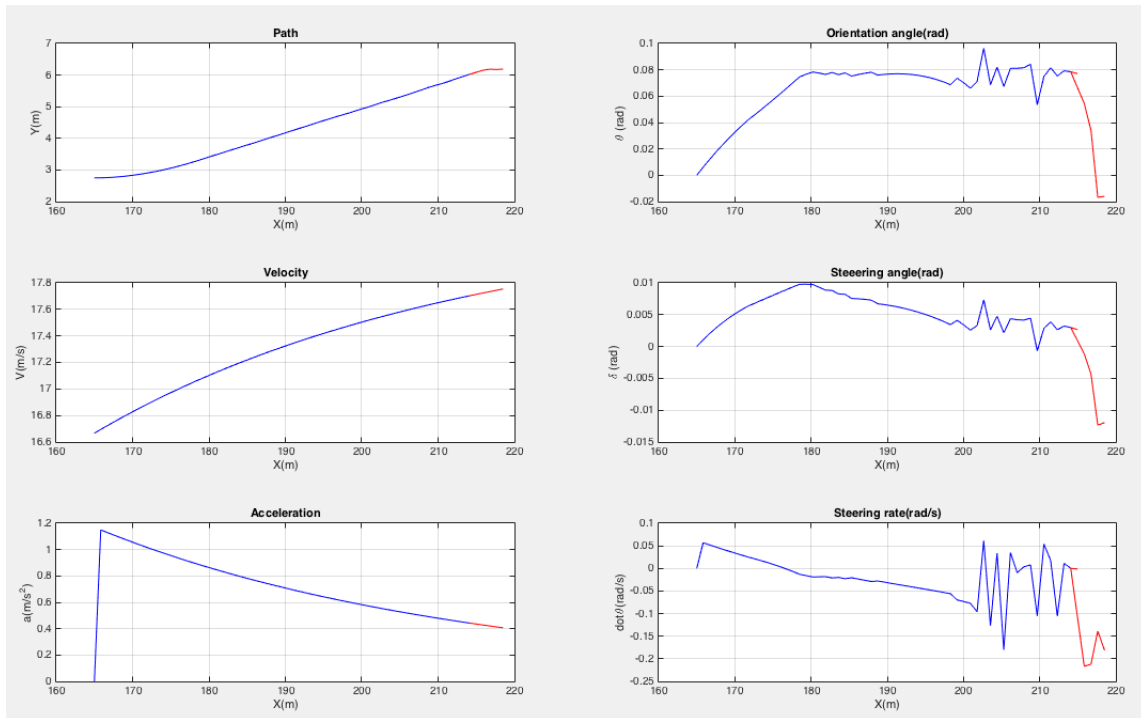 Path
7
6
5
4
3
2
Y(m)
160 170 180 190 200 210 220
X(m)
Orientation angle(rad)
0.1
0.08
0.06
0.04
0.02
0
-0.02
θ (rad)
160 170 180 190 200 210 220
X(m)
Velocity
17.8
17.6
17.4
17.2
17
16.8
16.6
V(m/s)
160 170 180 190 200 210 220
X(m)
Steeering angle(rad)
0.01
0.005
0
-0.005
-0.01
-0.015
δ (rad)
160 170 180 190 200 210 220
X(m)
Acceleration
1.2
1
0.8
0.6
0.4
0.2
0
a(m/s²)
160 170 180 190 200 210 220
X(m)
Steering rate(rad/s)
0.1
0.05
0
-0.05
-0.1
-0.15
-0.2
-0.25
dotθ(rad/s)
160 170 180 190 200 210 220
X(m)